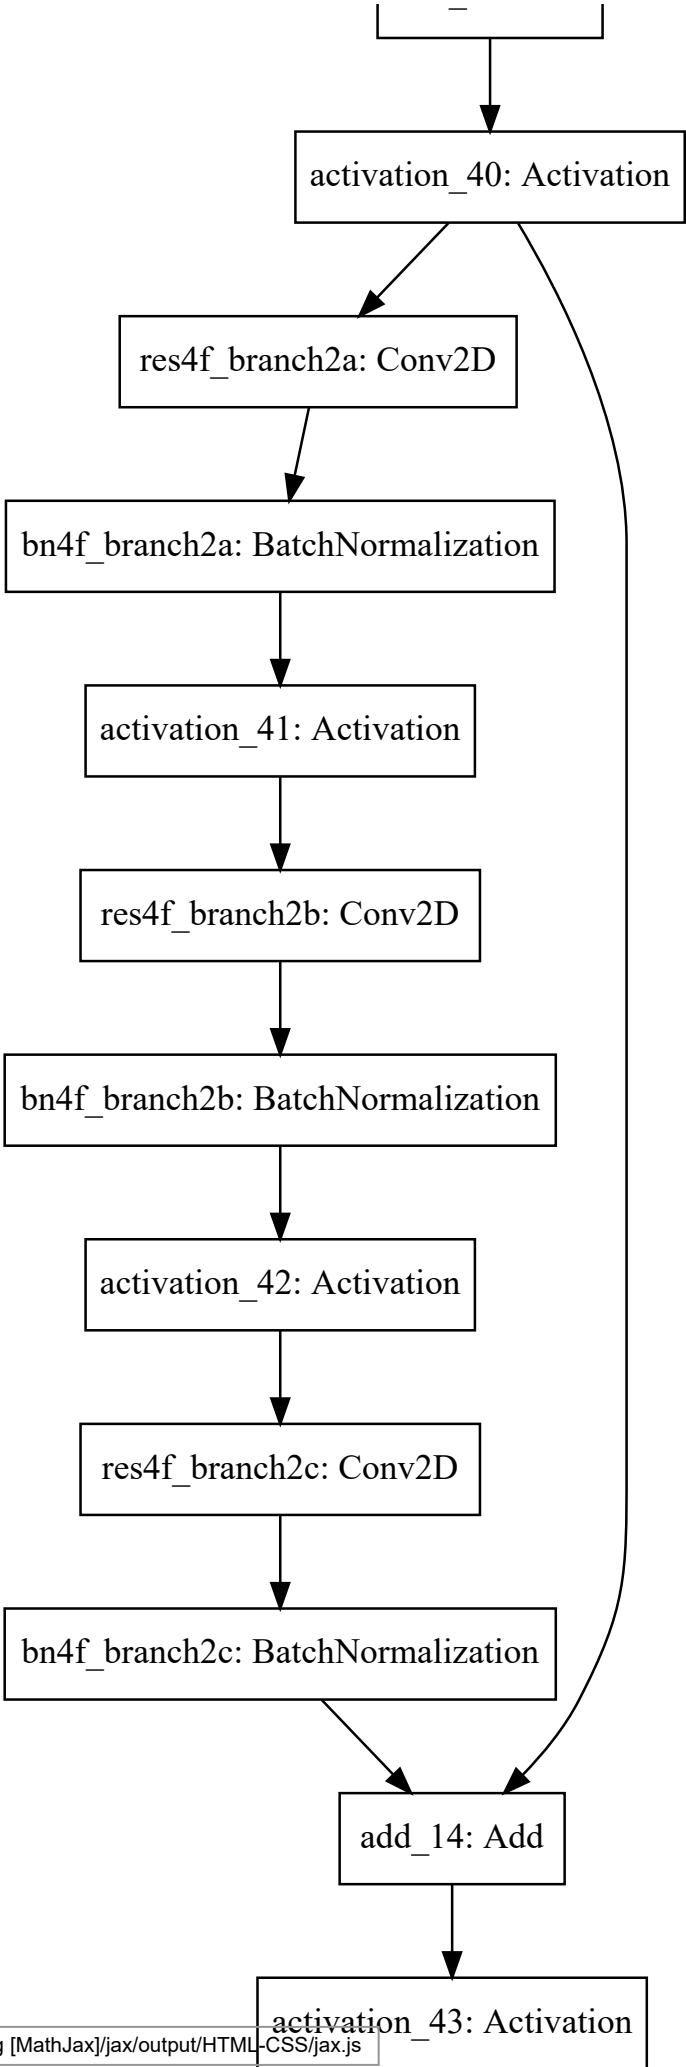 activation_40: Activation
res4f_branch2a: Conv2D
bn4f_branch2a: BatchNormalization
activation_41: Activation
res4f_branch2b: Conv2D
bn4f_branch2b: BatchNormalization
activation_42: Activation
res4f_branch2c: Conv2D
bn4f_branch2c: BatchNormalization
add_14: Add
activation_43: Activation
[MathJax]/jax/output/HTML-CSS/jax.js